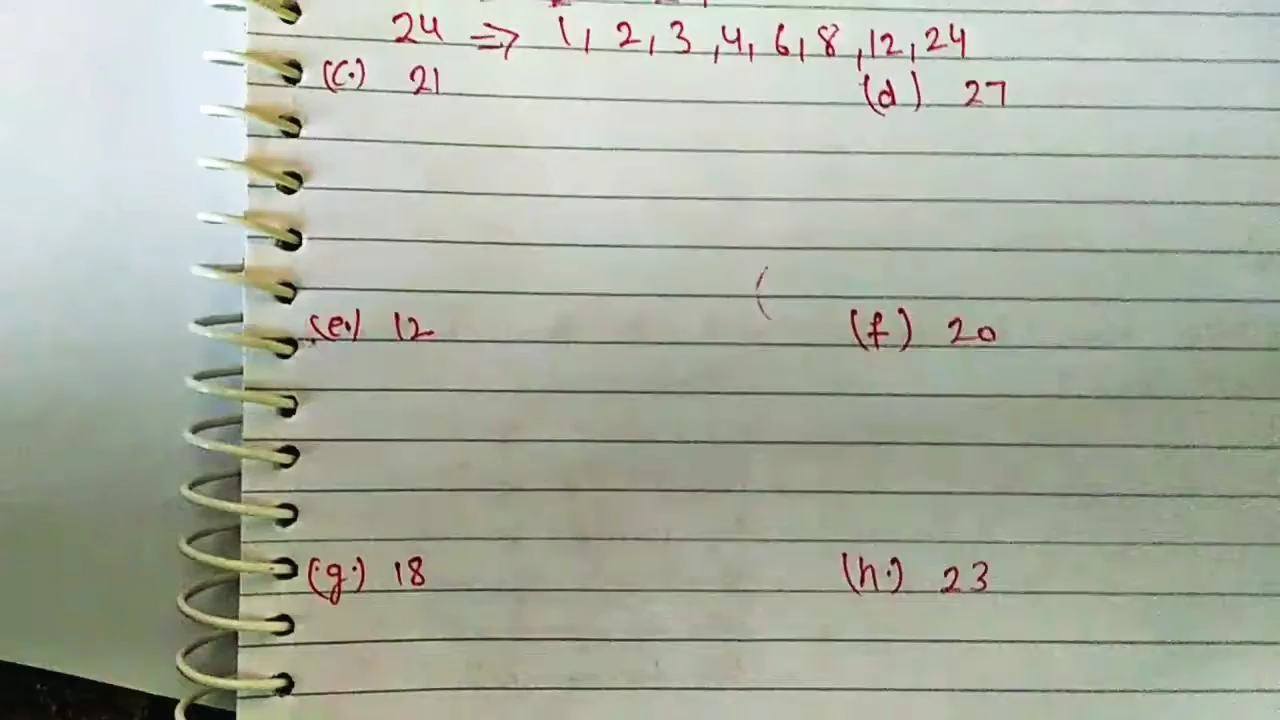 24 ⇒ 1, 2, 3, 4, 6, 8, 12, 24
(c.) 21 (d) 27
(e.) 12 (f) 20
(g.) 18 (h.) 23